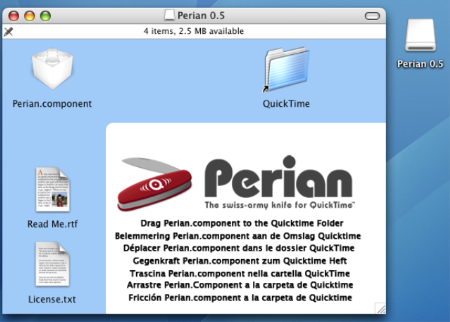 Perian 0.5
4 items, 2.5 MB available
Perian.component
QuickTime
Perian 0.5
Read Me.rtf
License.txt
Perian
The swiss-army knife for QuickTime™
Drag Perian.component to the Quicktime Folder
Belemmering Perian.component aan de Omslag Quicktime
Déplacer Perian.component dans le dossier QuickTime
Gegenkraft Perian.component zum Quicktime Heft
Trascina Perian.component nella cartella QuickTime
Arrastre Perian.Component a la carpeta de Quicktime
Fricción Perian.component a la carpeta de Quicktime